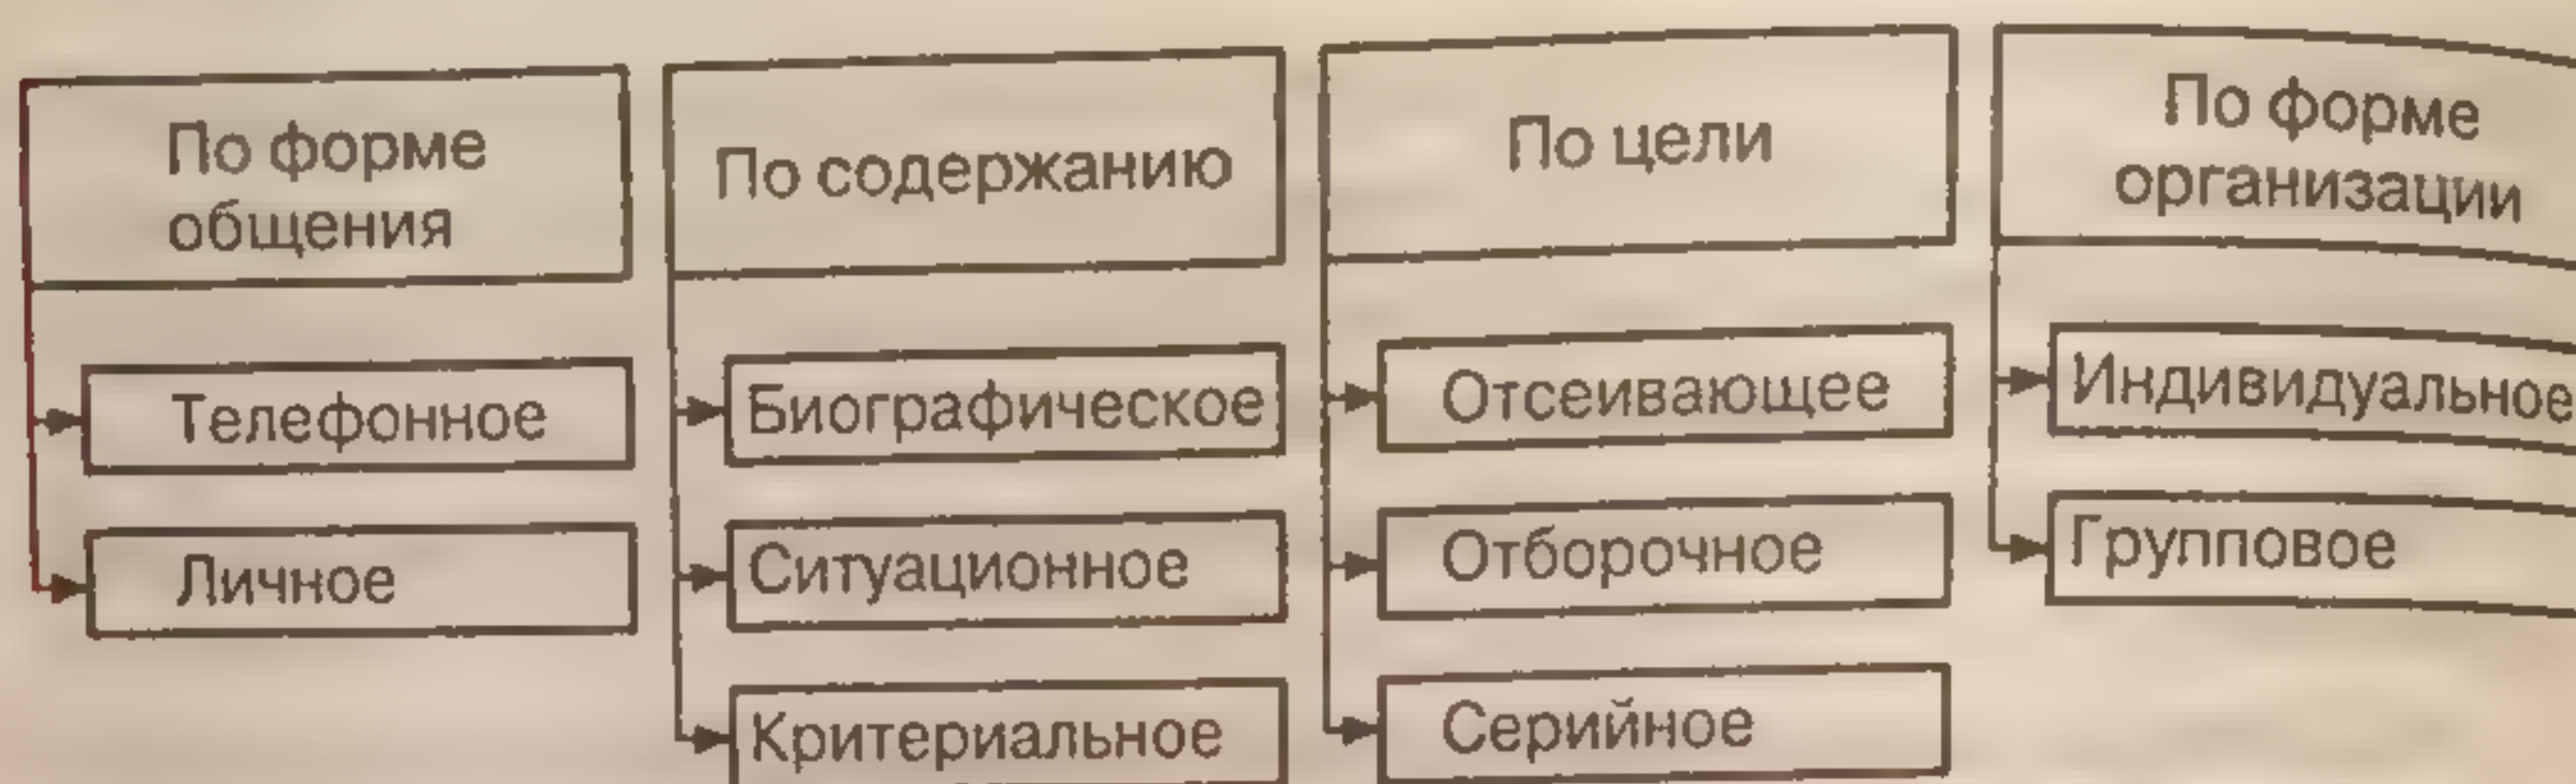 По форме
общения
Телефонное
Личное
По содержанию
Биографическое
Ситуационное
Критериальное
По цели
Отсеивающее
Отборочное
Серийное
По форме
организации
Индивидуальное
Групповое